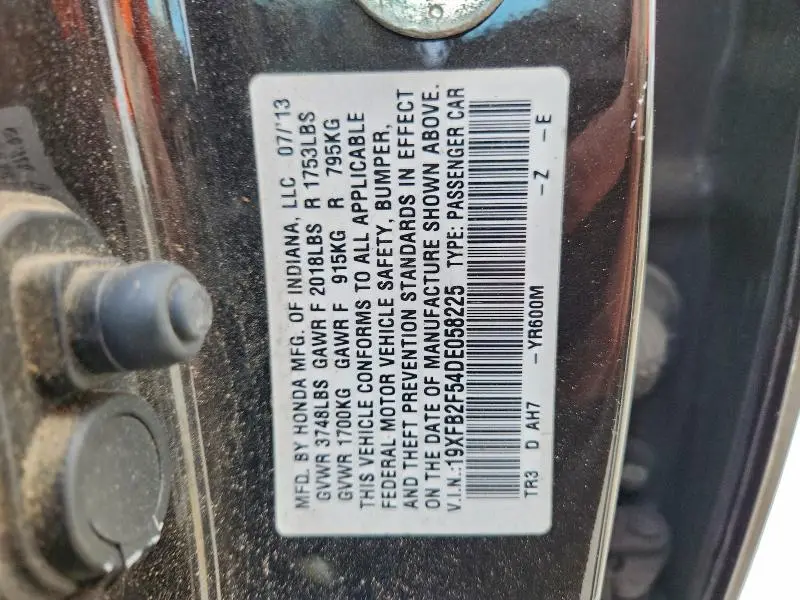 MFD. BY HONDA MFG. OF INDIANA, LLC 07/'13
GVWR 3748LBS GAWR F 2018LBS R 1753LBS
GVWR 1700KG GAWR F 915KG R 795KG
THIS VEHICLE CONFORMS TO ALL APPLICABLE
FEDERAL MOTOR VEHICLE SAFETY, BUMPER,
AND THEFT PREVENTION STANDARDS IN EFFECT
ON THE DATE OF MANUFACTURE SHOWN ABOVE.
V.I.N.:19XFB2F54DE058225 TYPE: PASSENGER CAR
TR3 D AH7 –YR600M –Z –E